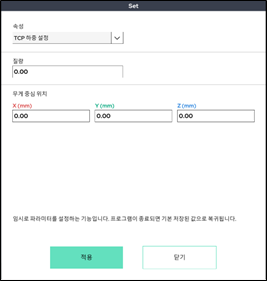 Set
속성
TCP 하중 설정
질량
0.00
무게 중심 위치
X (mm) Y (mm) Z (mm)
0.00 0.00 0.00
임시로 파라미터를 설정하는 기능입니다. 프로그램이 종료되면 기본 저장된 값으로 복귀됩니다.
적용 닫기